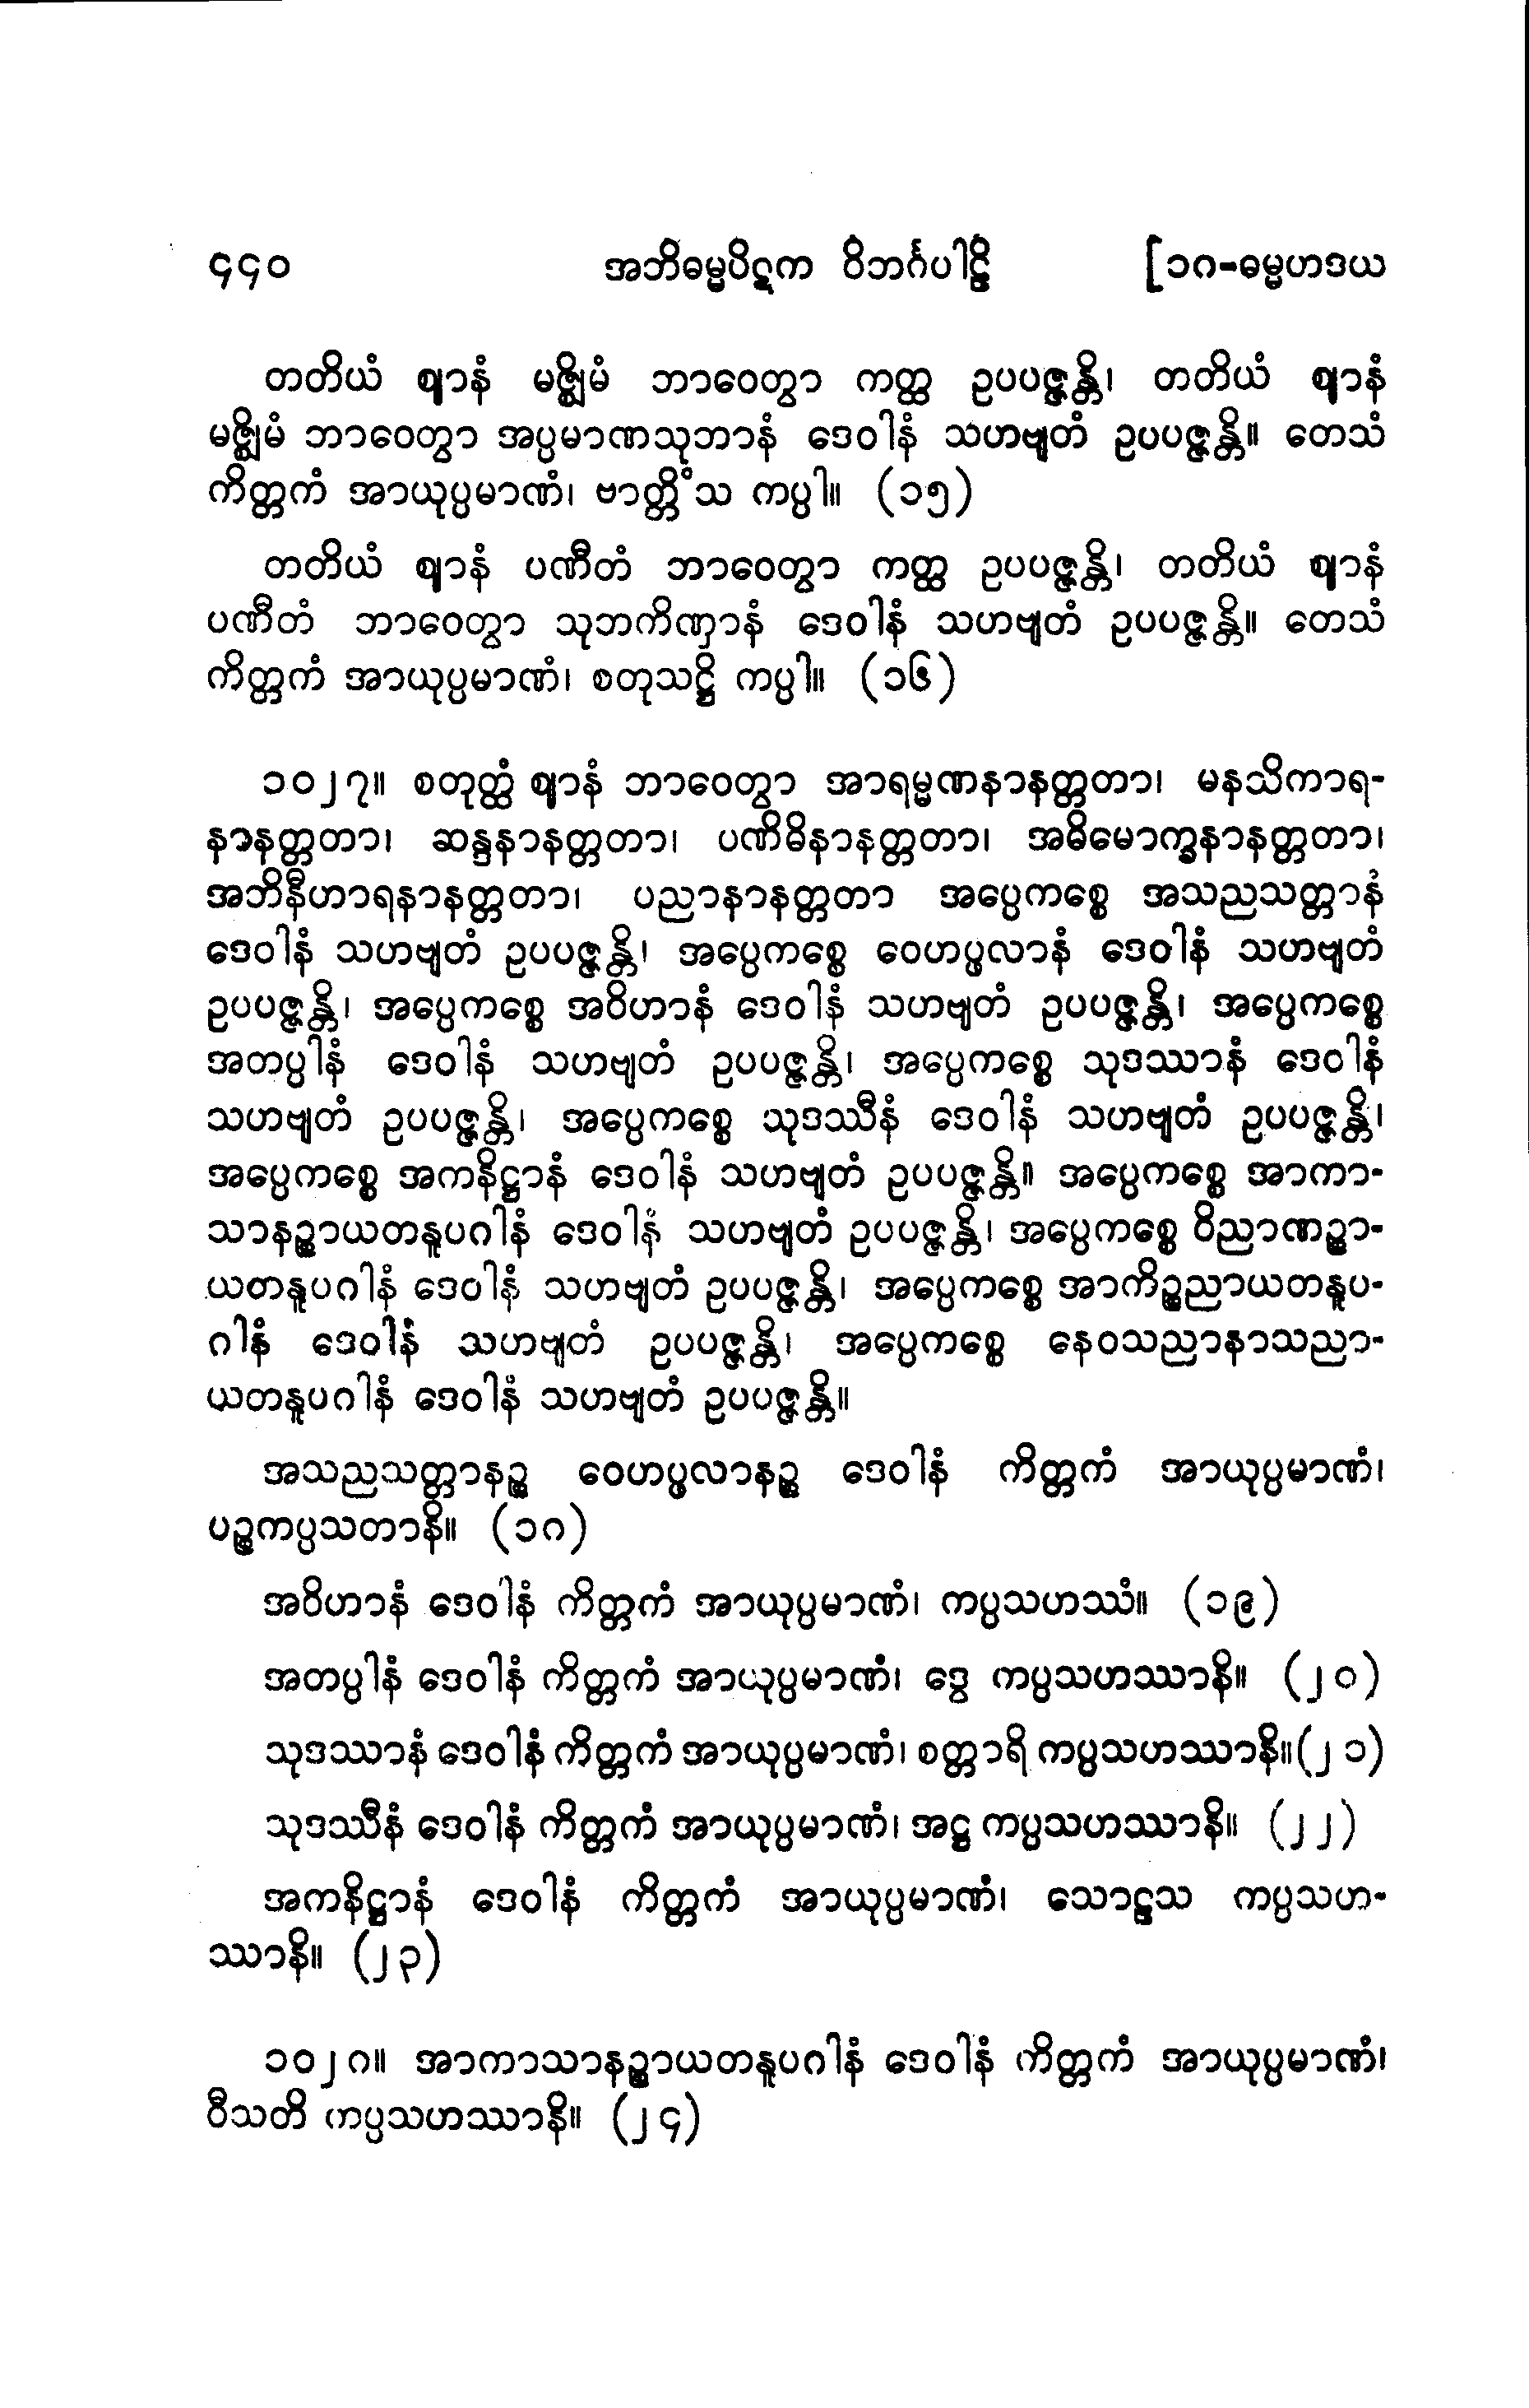 ၄၄၀ အဘိဓမ္မပိဋက ဝိဘင်္ဂပါဠိ [၁၈-ဓမ္မဟဒယ
တတိယံ ဈာနံ မဇ္ဈိမံ ဘာဝေတွာ ကတ္ထ ဥပပဇ္ဇန္တိ၊ တတိယံ ဈာနံ
မဇ္ဈိမံ ဘာဝေတွာ အပ္ပမာဏသုဘာနံ ဒေဝါနံ သဟဗျတံ ဥပပဇ္ဇန္တိ။ တေသံ
ကိတ္တကံ အာယုပ္ပမာဏံ၊ ဗာတ္တိံသ ကပ္ပါ။ (၁၅)
တတိယံ ဈာနံ ပဏီတံ ဘာဝေတွာ ကတ္ထ ဥပပဇ္ဇန္တိ၊ တတိယံ ဈာနံ
ပဏီတံ ဘာဝေတွာ သုဘကိဏှာနံ ဒေဝါနံ သဟဗျတံ ဥပပဇ္ဇန္တိ။ တေသံ
ကိတ္တကံ အာယုပ္ပမာဏံ၊ စတုသဋ္ဌိ ကပ္ပါ။ (၁၆)
၁၀၂၇။ စတုတ္ထံ ဈာနံ ဘာဝေတွာ အာရမ္မဏနာနတ္တတာ၊ မနသိကာရ-
နာနတ္တတာ၊ ဆန္ဒနာနတ္တတာ၊ ပဏိဓိနာနတ္တတာ၊ အဓိမောက္ခနာနတ္တတာ၊
အဘိနီဟာရနာနတ္တတာ၊ ပညာနာနတ္တတာ အပ္ပေကစ္စေ အသညသတ္တာနံ
ဒေဝါနံ သဟဗျတံ ဥပပဇ္ဇန္တိ၊ အပ္ပေကစ္စေ ဝေဟပ္ဖလာနံ ဒေဝါနံ သဟဗျတံ
ဥပပဇ္ဇန္တိ၊ အပ္ပေကစ္စေ အဝိဟာနံ ဒေဝါနံ သဟဗျတံ ဥပပဇ္ဇန္တိ၊ အပ္ပေကစ္စေ
အတပ္ပါနံ ဒေဝါနံ သဟဗျတံ ဥပပဇ္ဇန္တိ၊ အပ္ပေကစ္စေ သုဒဿာနံ ဒေဝါနံ
သဟဗျတံ ဥပပဇ္ဇန္တိ၊ အပ္ပေကစ္စေ သုဒဿီနံ ဒေဝါနံ သဟဗျတံ ဥပပဇ္ဇန္တိ၊
အပ္ပေကစ္စေ အကနိဋ္ဌာနံ ဒေဝါနံ သဟဗျတံ ဥပပဇ္ဇန္တိ။ အပ္ပေကစ္စေ အာကာ-
သာနဉ္စာယတနူပဂါနံ ဒေဝါနံ သဟဗျတံ ဥပပဇ္ဇန္တိ၊ အပ္ပေကစ္စေ ဝိညာဏဉ္စာ-
ယတနူပဂါနံ ဒေဝါနံ သဟဗျတံ ဥပပဇ္ဇန္တိ၊ အပ္ပေကစ္စေ အာကိဉ္စညာယတနူပ-
ဂါနံ ဒေဝါနံ သဟဗျတံ ဥပပဇ္ဇန္တိ၊ အပ္ပေကစ္စေ နေဝသညာနာသညာ-
ယတနူပဂါနံ ဒေဝါနံ သဟဗျတံ ဥပပဇ္ဇန္တိ။
အသညသတ္တာနဉ္စ ဝေဟပ္ဖလာနဉ္စ ဒေဝါနံ ကိတ္တကံ အာယုပ္ပမာဏံ၊
ပဉ္စကပ္ပသတာနိ။ (၁၈)
အဝိဟာနံ ဒေဝါနံ ကိတ္တကံ အာယုပ္ပမာဏံ၊ ကပ္ပသဟဿံ။ (၁၉)
အတပ္ပါနံ ဒေဝါနံ ကိတ္တကံ အာယုပ္ပမာဏံ၊ ဒွေ ကပ္ပသဟဿာနိ။ (၂၀)
သုဒဿာနံ ဒေဝါနံ ကိတ္တကံ အာယုပ္ပမာဏံ၊ စတ္တာရိ ကပ္ပသဟဿာနိ။ (၂၁)
သုဒဿီနံ ဒေဝါနံ ကိတ္တကံ အာယုပ္ပမာဏံ၊ အဋ္ဌ ကပ္ပသဟဿာနိ။ (၂၂)
အကနိဋ္ဌာနံ ဒေဝါနံ ကိတ္တကံ အာယုပ္ပမာဏံ၊ သောဠသ ကပ္ပသဟ-
ဿာနိ။ (၂၃)
၁၀၂၈။ အာကာသာနဉ္စာယတနူပဂါနံ ဒေဝါနံ ကိတ္တကံ အာယုပ္ပမာဏံ၊
ဝီသတိ ကပ္ပသဟဿာနိ။ (၂၄)